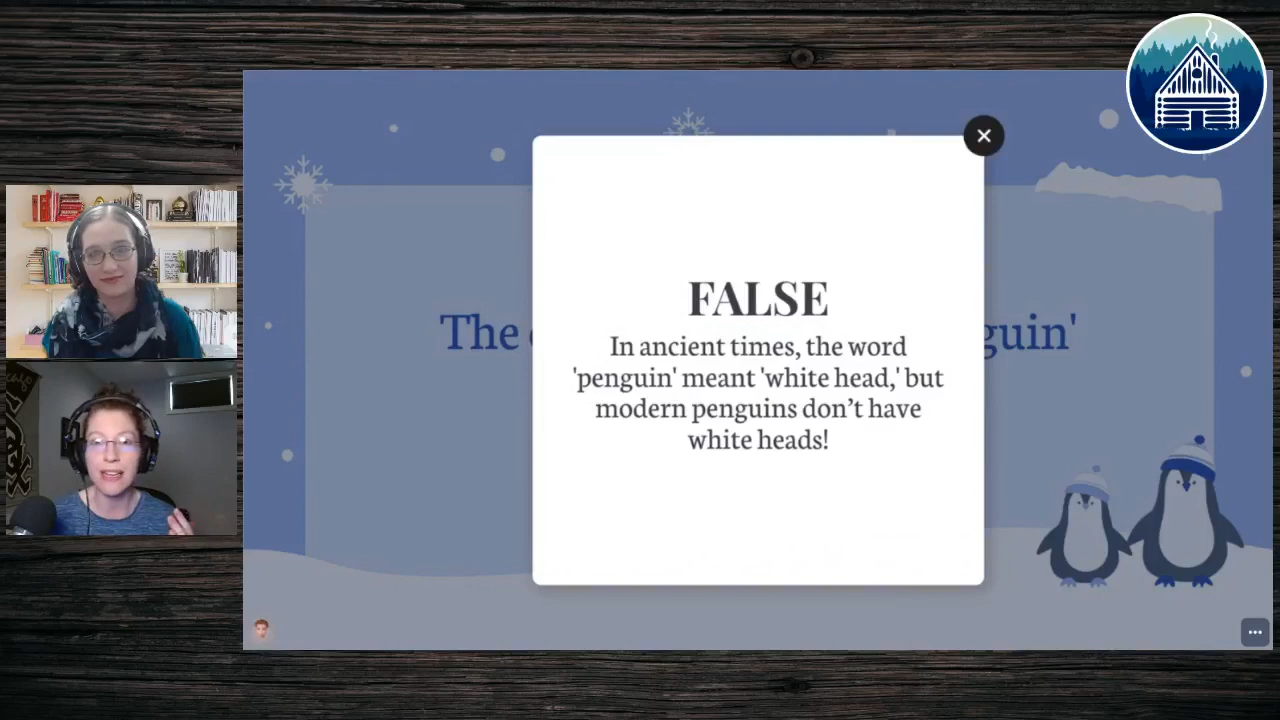 FALSE
The
guin'
In ancient times, the word
'penguin' meant 'white head,' but
modern penguins don’t have
white heads!